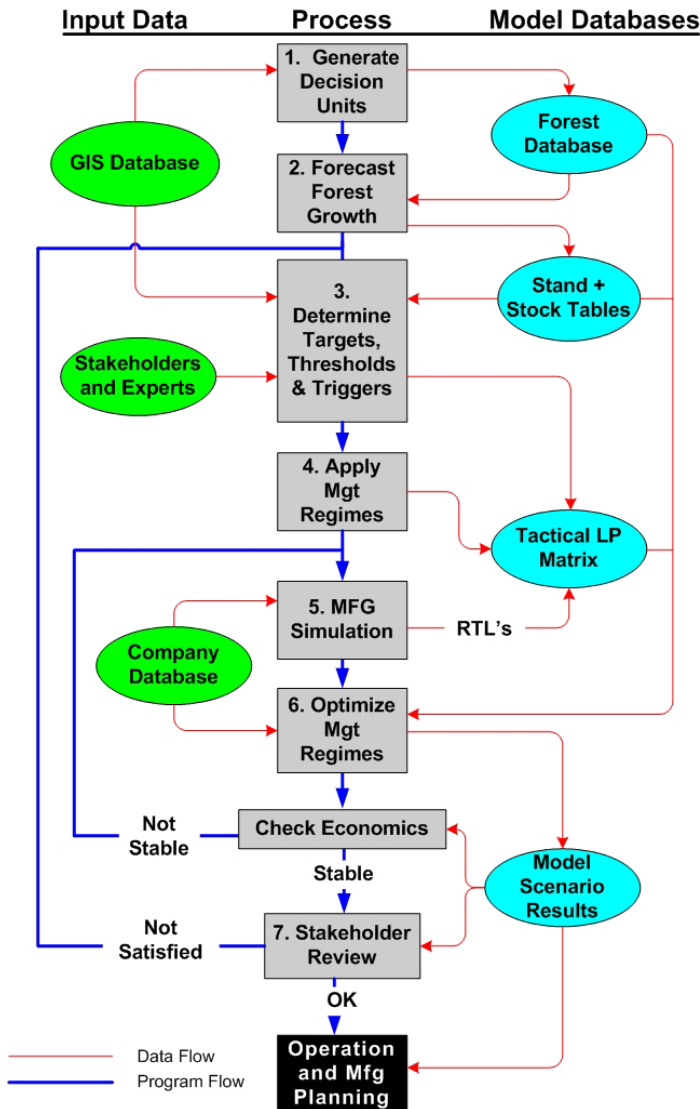 Input Data
Process
Model Databases
1. Generate
Decision
Units
Forest
Database
GIS Database
2. Forecast
Forest
Growth
Stand +
Stock Tables
3.
Determine
Targets,
Thresholds
& Triggers
Stakeholders
and Experts
4. Apply
Mgt
Regimes
Tactical LP
Matrix
5. MFG
Simulation
RTL's
Company
Database
6. Optimize
Mgt
Regimes
Not
Stable
Check Economics
Stable
Model
Scenario
Results
Not
Satisfied
7. Stakeholder
Review
OK
Operation
and Mfg
Planning
Data Flow
Program Flow